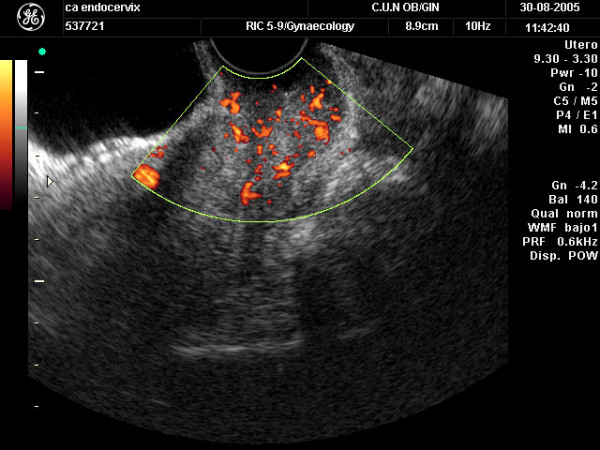 ca endocervix C.U.N OB/GIN 30-08-2005
537721 RIC 5-9/Gynaecology 8.9cm 10Hz 11:42:40
Utero
9.30 - 3.30
Pwr -10
Gn -2
C5 / M5
P4 / E1
MI 0.6
Gn -4.2
Bal 140
Qual norm
WMF bajo1
PRF 0.6kHz
Disp. POW